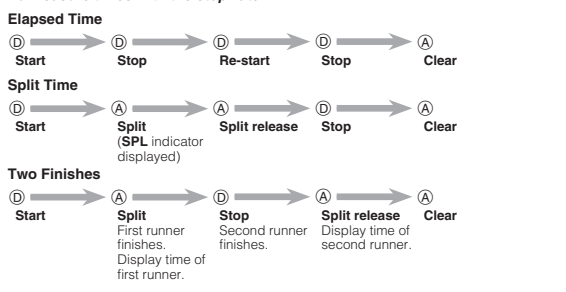 Elapsed Time
Ⓓ Ⓓ Ⓓ Ⓓ Ⓐ
Start Stop Re-start Stop Clear
Split Time
Ⓓ Ⓐ Ⓐ Ⓓ Ⓐ
Start Split Split release Stop Clear
(SPL indicator
displayed)
Two Finishes
Ⓓ Ⓐ Ⓓ Ⓐ Ⓐ
Start Split Stop Split release Clear
First runner Second runner Display time of
finishes. finishes. second runner.
Display time of
first runner.